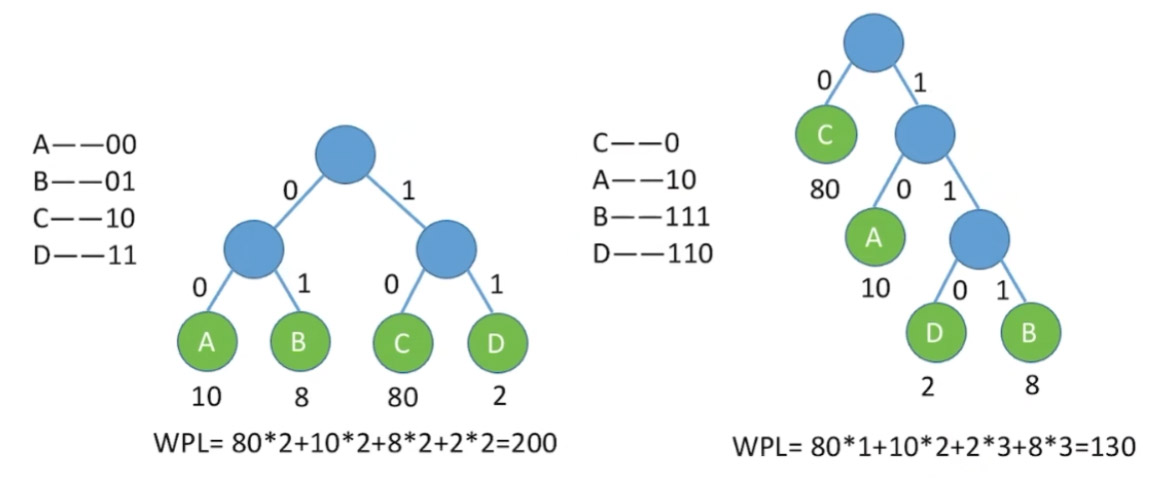 A——00
B——01
C——10
D——11
0
1
0
1
0
1
A
B
C
D
10
8
80
2
WPL= 80*2+10*2+8*2+2*2=200
C——0
A——10
B——111
D——110
0
1
C
80
0
1
A
10
0
1
D
B
2
8
WPL= 80*1+10*2+2*3+8*3=130